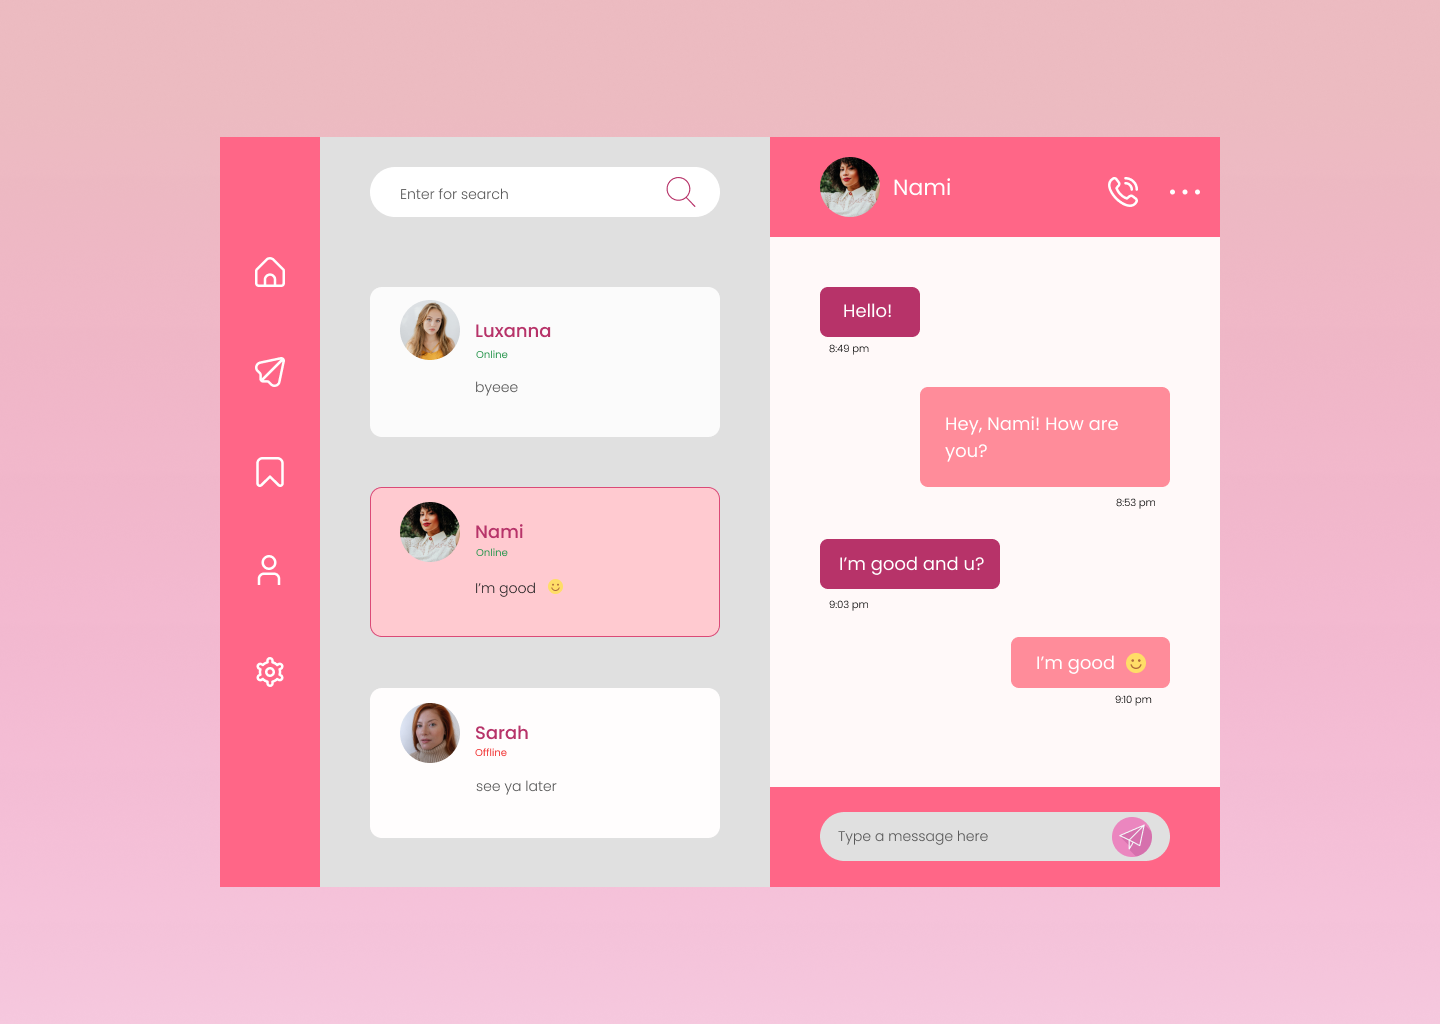 Enter for search
Luxanna
Online
byeee
Nami
Online
I'm good 🙂
Sarah
Offline
see ya later
Nami
Hello!
8:49 pm
Hey, Nami! How are
you?
8:53 pm
I'm good and u?
9:03 pm
I'm good 🙂
9:10 pm
Type a message here